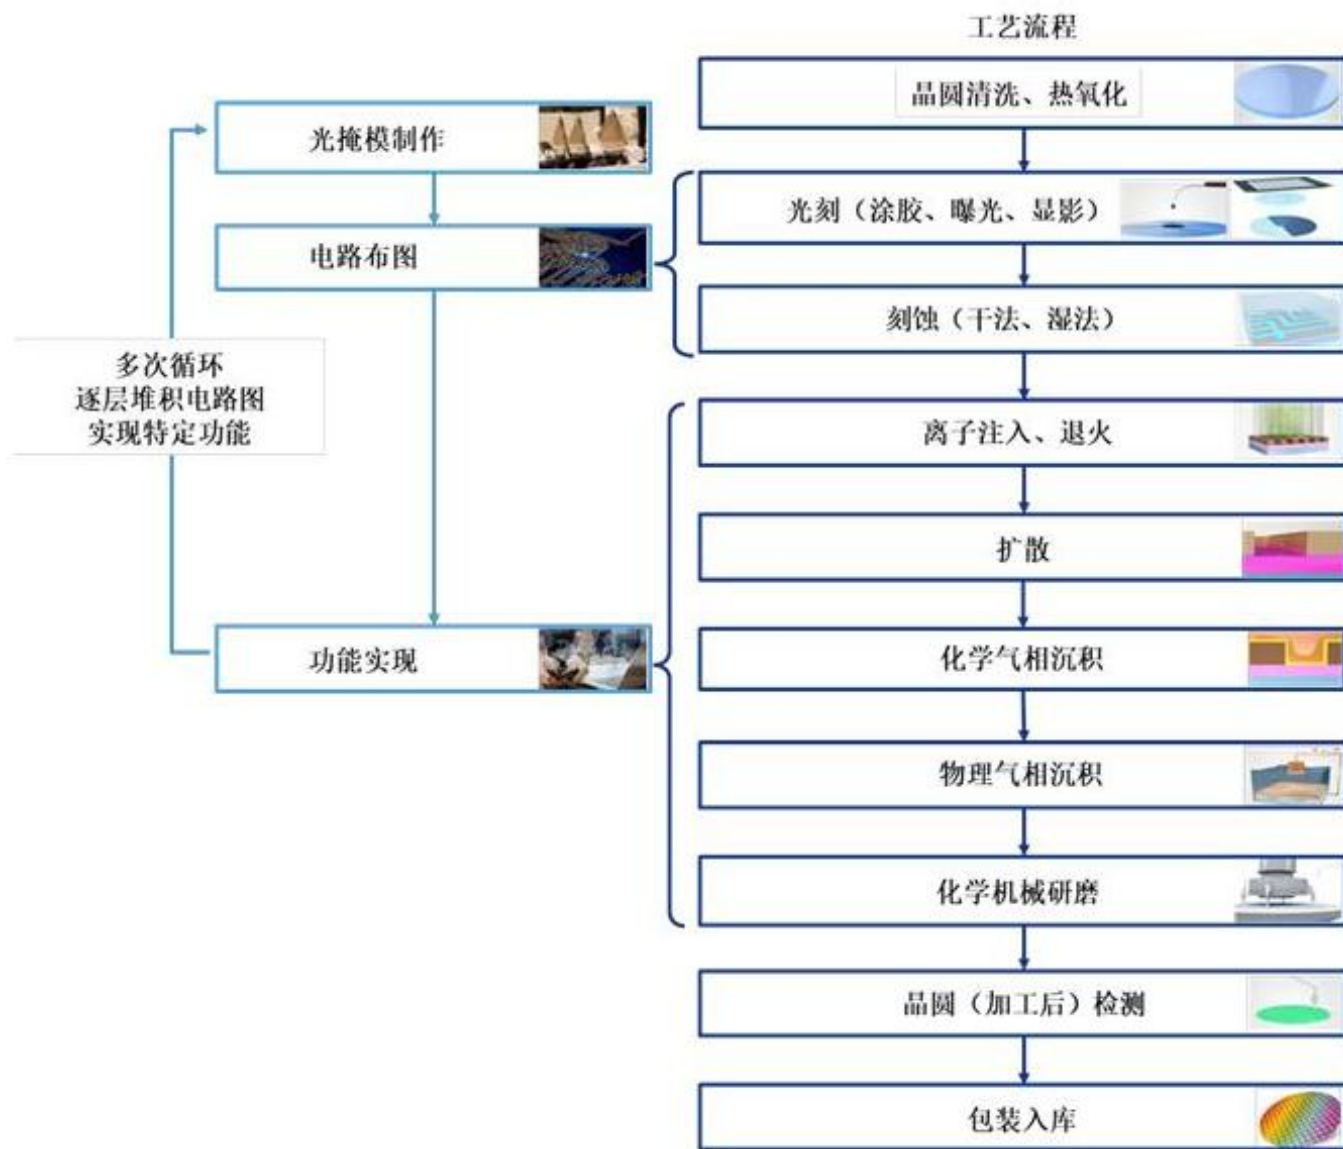 工艺流程
晶圆清洗、热氧化
光掩模制作
光刻（涂胶、曝光、显影）
电路布图
刻蚀（干法、湿法）
多次循环
逐层堆积电路图
实现特定功能
离子注入、退火
扩散
功能实现
化学气相沉积
物理气相沉积
化学机械研磨
晶圆（加工后）检测
包装入库